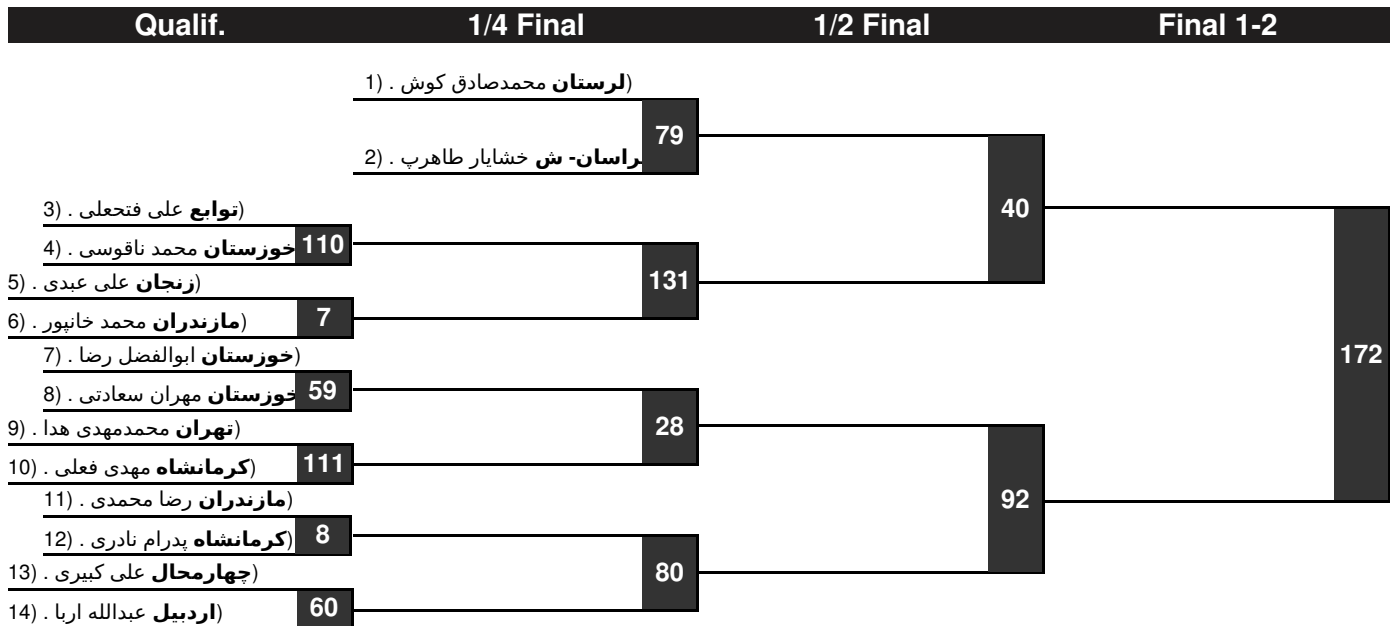 Qualif. 1/4 Final 1/2 Final Final 1-2
1) . محمدصادق کوش لرستان)
79
2) . خشایار طاهرپ راسان- ش
40
3) . علی فتحعلی توابع)
110
4) . محمد ناقوسی خوزستان
131
5) . علی عبدی زنجان)
7
6) . محمد خانپور مازندران)
172
7) . ابوالفضل رضا خوزستان)
59
8) . مهران سعادتی خوزستان
28
9) . محمدمهدی هدا تهران)
111
10) . مهدی فعلی کرمانشاه)
92
11) . رضا محمدی مازندران)
8
12) . پدرام نادری کرمانشاه)
80
13) . علی کبیری چهارمحال)
60
14) . عبدالله اربا اردبیل)